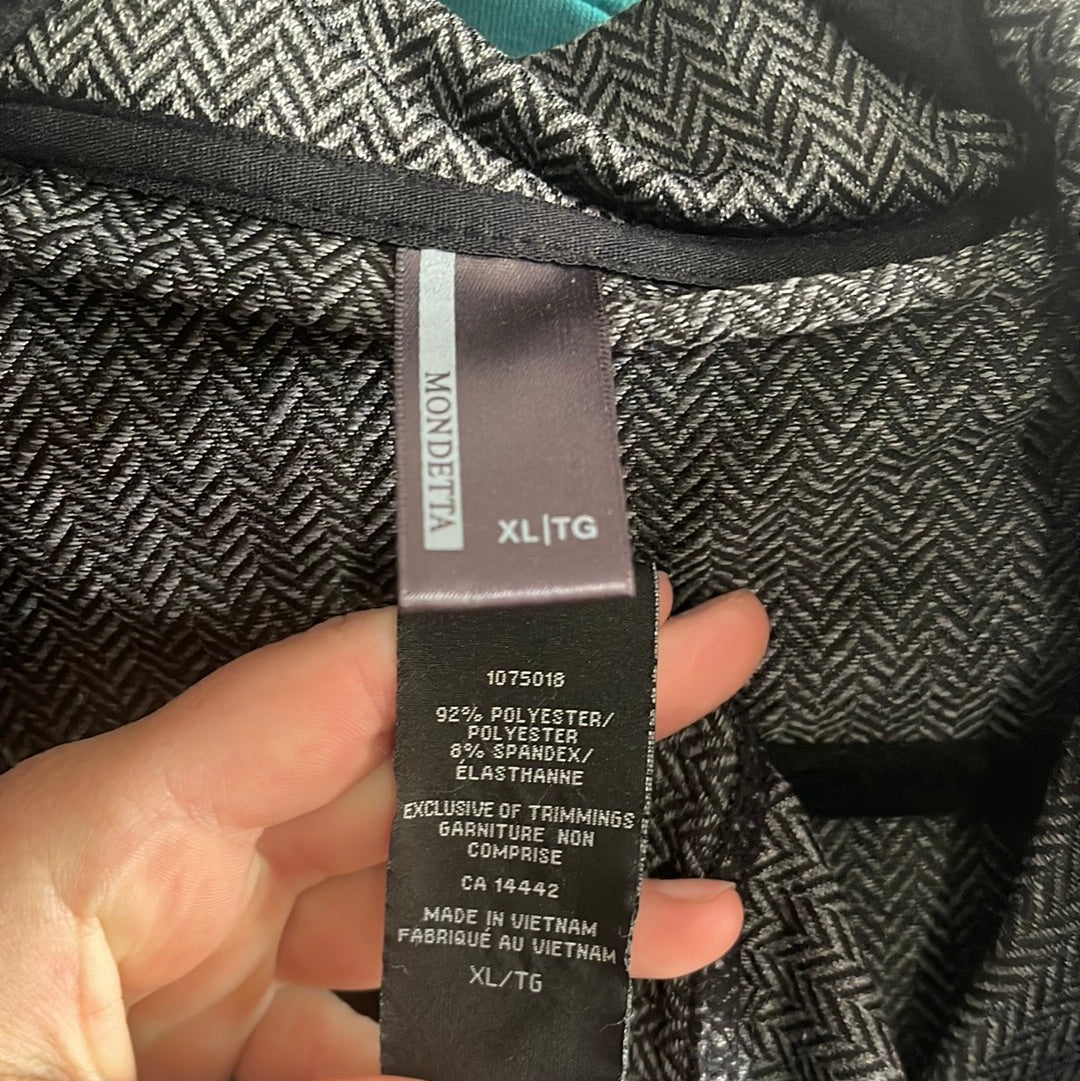 MONDETTA
XL|TG
1075018
92% POLYESTER/
POLYESTER
8% SPANDEX/
ÉLASTHANNE
EXCLUSIVE OF TRIMMINGS
GARNITURE NON
COMPRISE
CA 14442
MADE IN VIETNAM
FABRIQUÉ AU VIETNAM
XL/TG